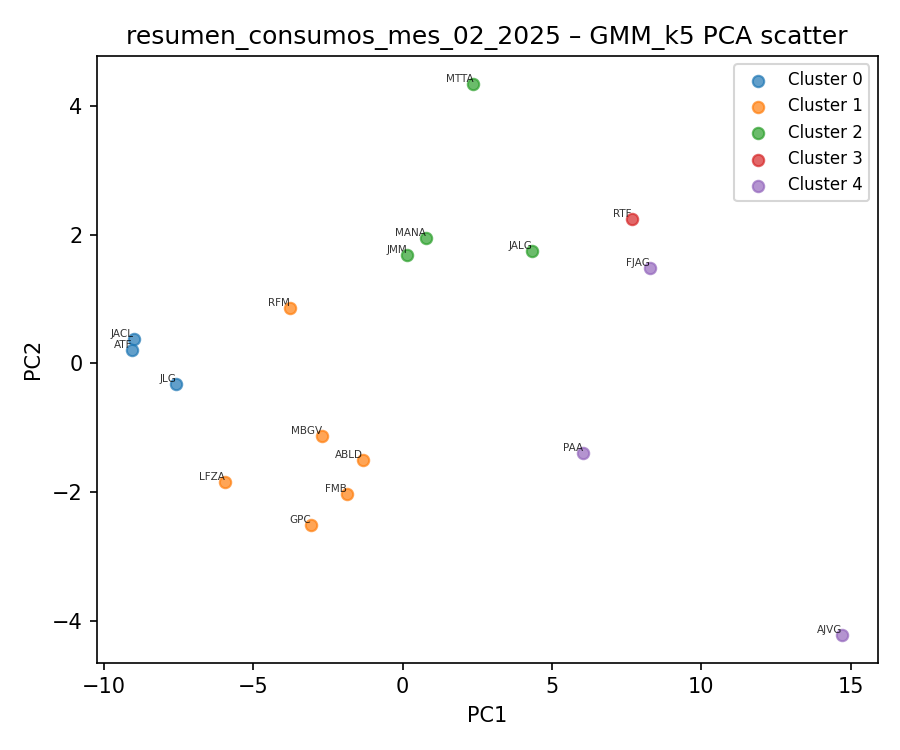 resumen_consumos_mes_02_2025 – GMM_k5 PCA scatter
Cluster 0
Cluster 1
Cluster 2
Cluster 3
Cluster 4
MTTA
RTF
MANA
JMM
JALG
FJAG
RFM
JACL
ATF
JLG
MBGV
ABLD
PAA
LFZA
FMB
GPC
AJVG
4
2
0
−2
−4
PC2
−10
−5
0
5
10
15
PC1